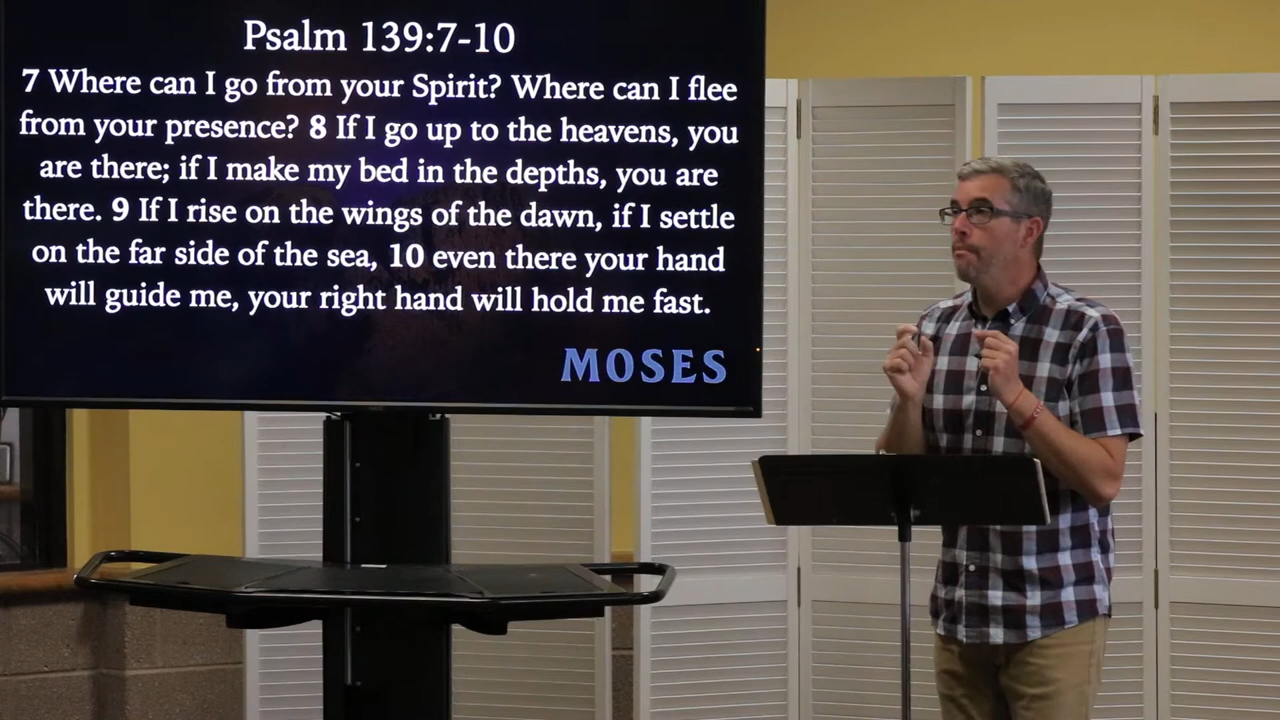 Psalm 139:7-10
7 Where can I go from your Spirit? Where can I flee
from your presence? 8 If I go up to the heavens, you
are there; if I make my bed in the depths, you are
there. 9 If I rise on the wings of the dawn, if I settle
on the far side of the sea, 10 even there your hand
will guide me, your right hand will hold me fast.
MOSES